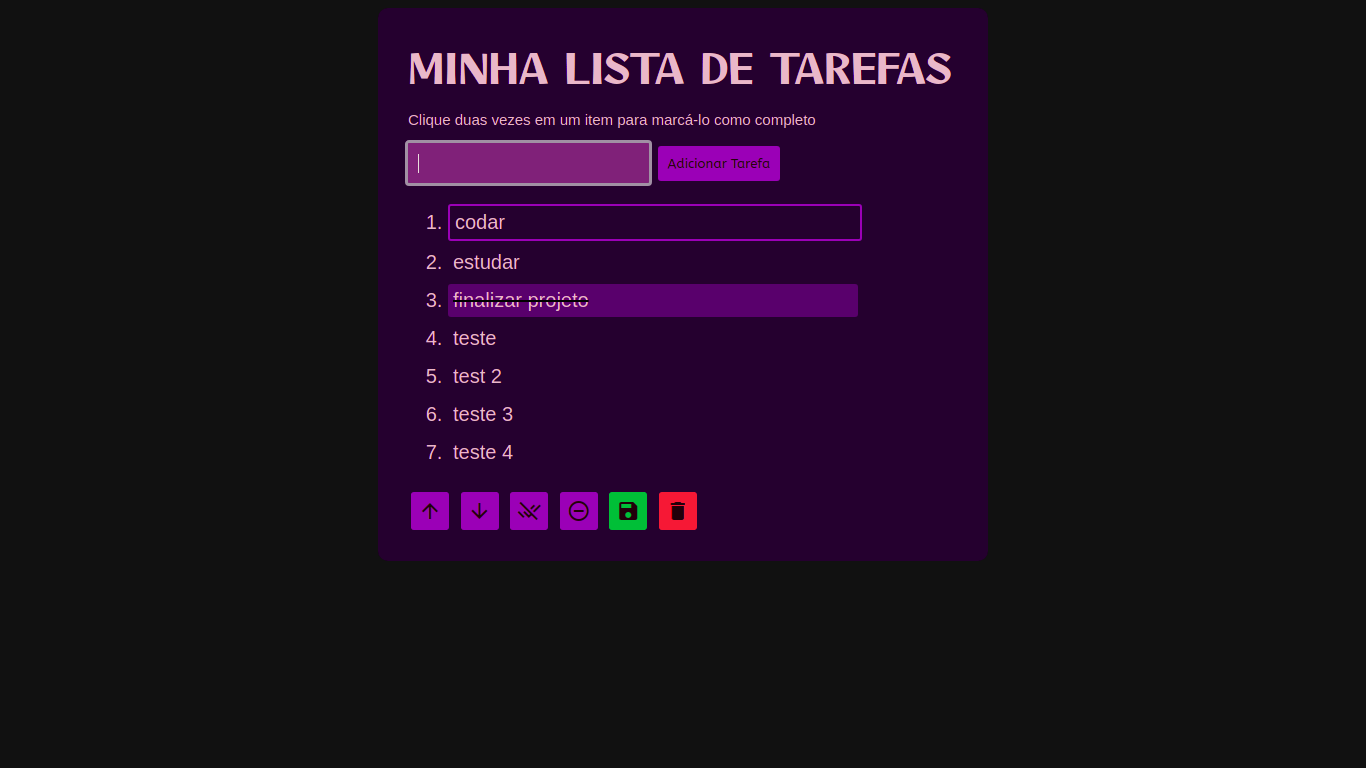 MINHA LISTA DE TAREFAS
Clique duas vezes em um item para marcá-lo como completo
Adicionar Tarefa
1. codar
2. estudar
3. finalizar projeto
4. teste
5. test 2
6. teste 3
7. teste 4